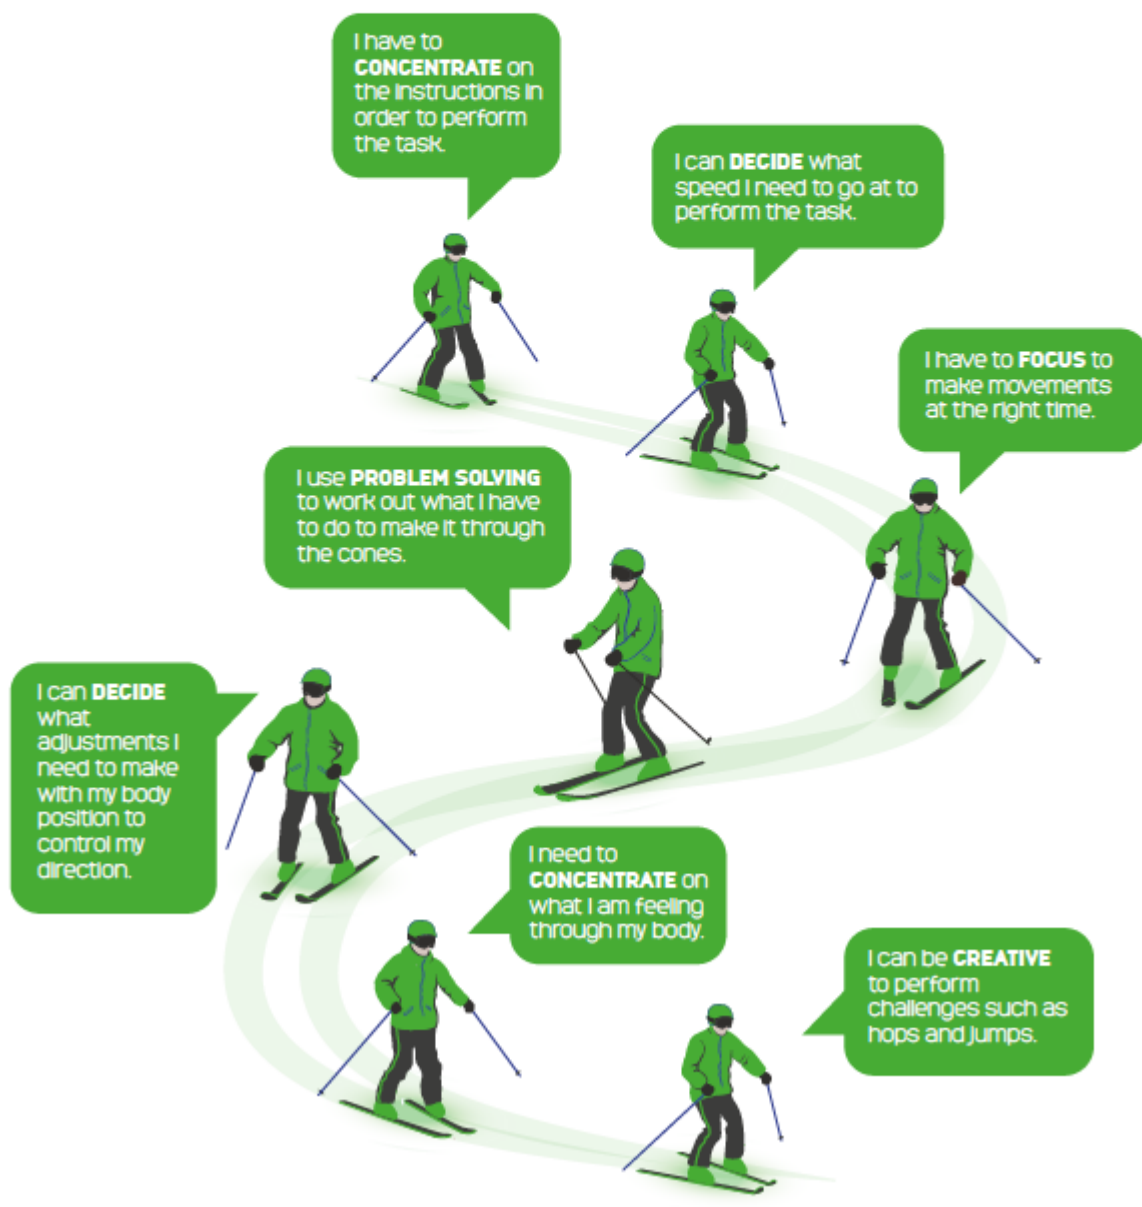 I have to
CONCENTRATE on
the instructions in
order to perform
the task.
I can DECIDE what
speed I need to go at to
perform the task.
I have to FOCUS to
make movements
at the right time.
I use PROBLEM SOLVING
to work out what I have
to do to make it through
the cones.
I can DECIDE
what
adjustments I
need to make
with my body
position to
control my
direction.
I need to
CONCENTRATE on
what I am feeling
through my body.
I can be CREATIVE
to perform
challenges such as
hops and jumps.